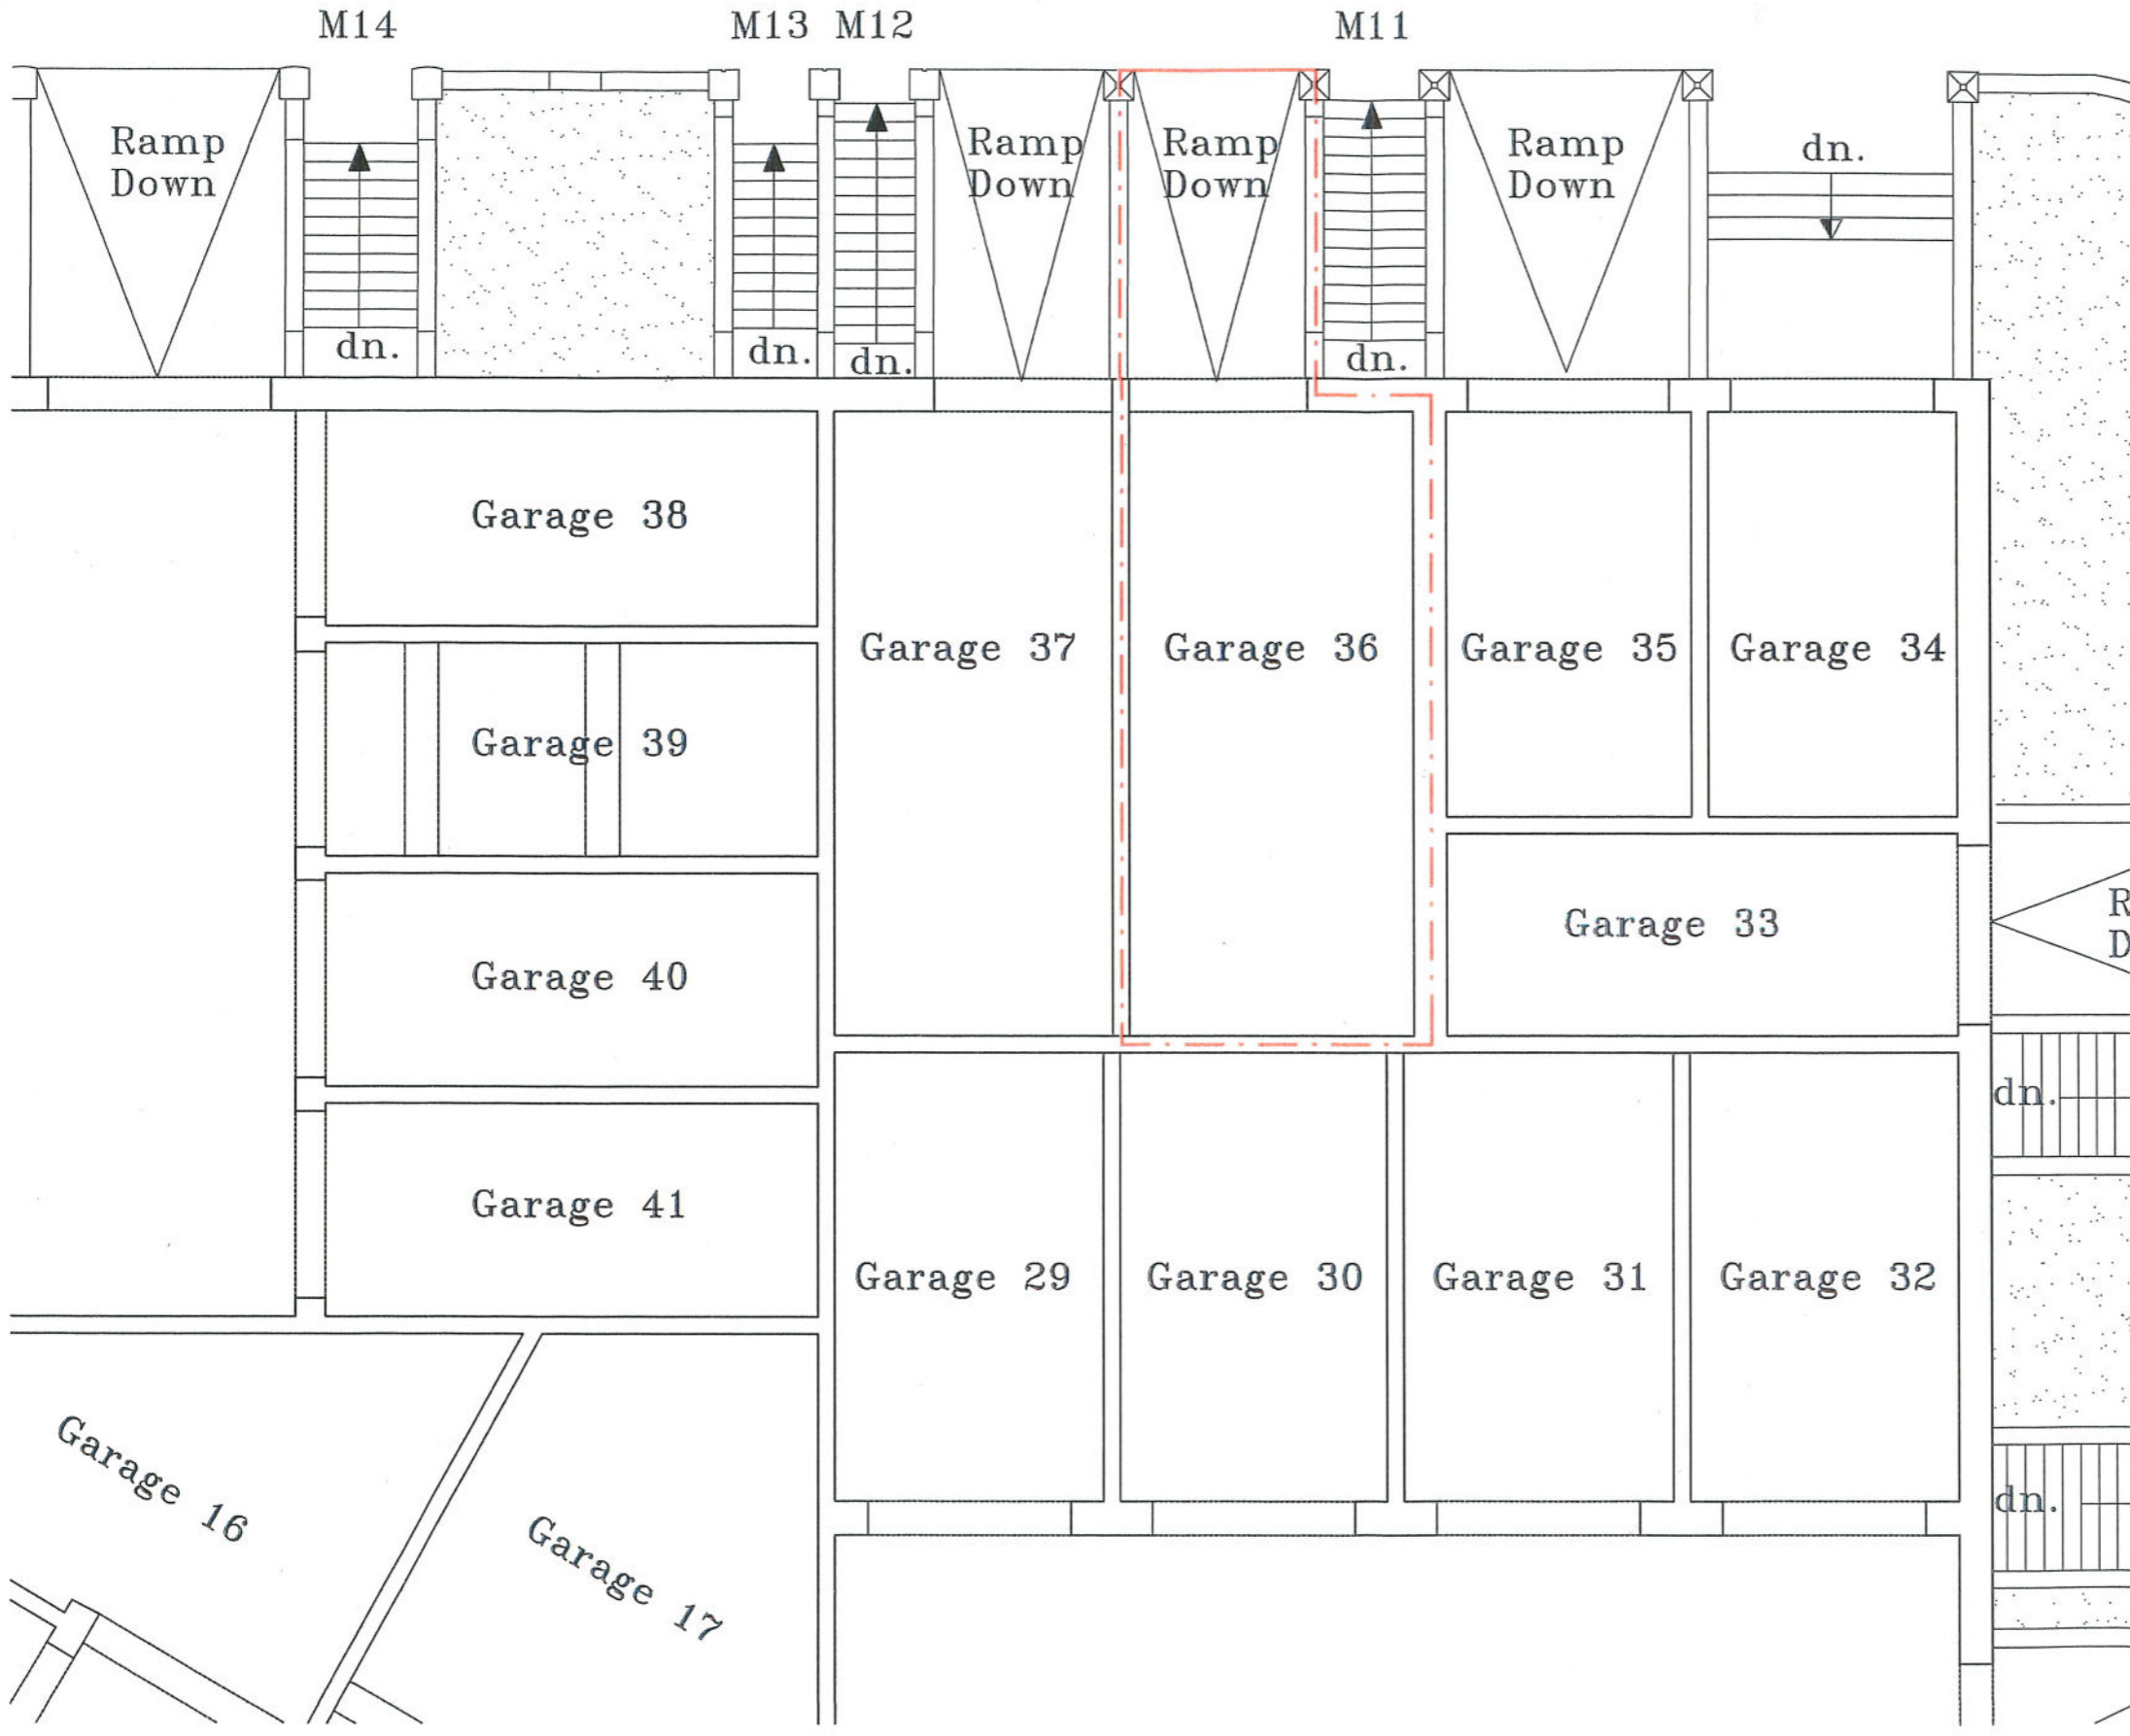 M14
M13 M12
M11
Ramp
Down
Ramp
Down
Ramp
Down
Ramp
Down
dn.
dn.
dn.
dn.
dn.
Garage 38
Garage 37
Garage 36
Garage 35
Garage 34
Garage 39
Garage 33
R
D
Garage 40
dn.
Garage 41
Garage 29
Garage 30
Garage 31
Garage 32
Garage 16
dn.
Garage 17